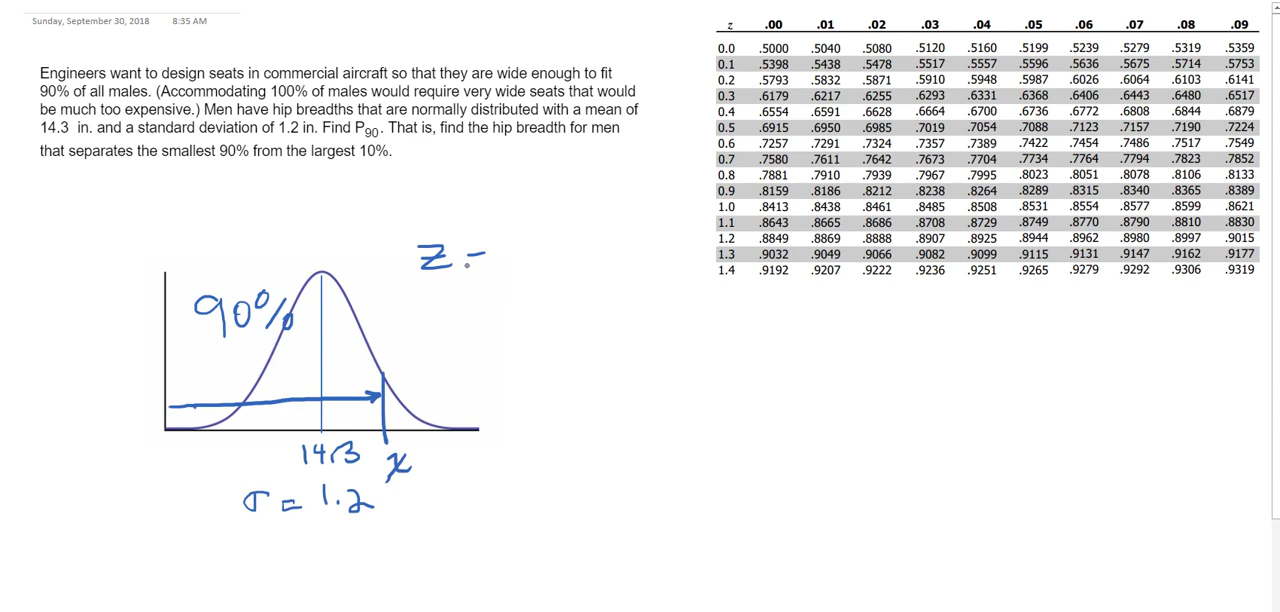 Sunday, September 30, 2018 8:35 AM
Engineers want to design seats in commercial aircraft so that they are wide enough to fit
90% of all males. (Accommodating 100% of males would require very wide seats that would
be much too expensive.) Men have hip breadths that are normally distributed with a mean of
14.3 in. and a standard deviation of 1.2 in. Find P90. That is, find the hip breadth for men
that separates the smallest 90% from the largest 10%.
z .00 .01 .02 .03 .04 .05 .06 .07 .08 .09
0.0 .5000 .5040 .5080 .5120 .5160 .5199 .5239 .5279 .5319 .5359
0.1 .5398 .5438 .5478 .5517 .5557 .5596 .5636 .5675 .5714 .5753
0.2 .5793 .5832 .5871 .5910 .5948 .5987 .6026 .6064 .6103 .6141
0.3 .6179 .6217 .6255 .6293 .6331 .6368 .6406 .6443 .6480 .6517
0.4 .6554 .6591 .6628 .6664 .6700 .6736 .6772 .6808 .6844 .6879
0.5 .6915 .6950 .6985 .7019 .7054 .7088 .7123 .7157 .7190 .7224
0.6 .7257 .7291 .7324 .7357 .7389 .7422 .7454 .7486 .7517 .7549
0.7 .7580 .7611 .7642 .7673 .7704 .7734 .7764 .7794 .7823 .7852
0.8 .7881 .7910 .7939 .7967 .7995 .8023 .8051 .8078 .8106 .8133
0.9 .8159 .8186 .8212 .8238 .8264 .8289 .8315 .8340 .8365 .8389
1.0 .8413 .8438 .8461 .8485 .8508 .8531 .8554 .8577 .8599 .8621
1.1 .8643 .8665 .8686 .8708 .8729 .8749 .8770 .8790 .8810 .8830
1.2 .8849 .8869 .8888 .8907 .8925 .8944 .8962 .8980 .8997 .9015
1.3 .9032 .9049 .9066 .9082 .9099 .9115 .9131 .9147 .9162 .9177
1.4 .9192 .9207 .9222 .9236 .9251 .9265 .9279 .9292 .9306 .9319
z -
90%
14.3 x
σ = 1.2